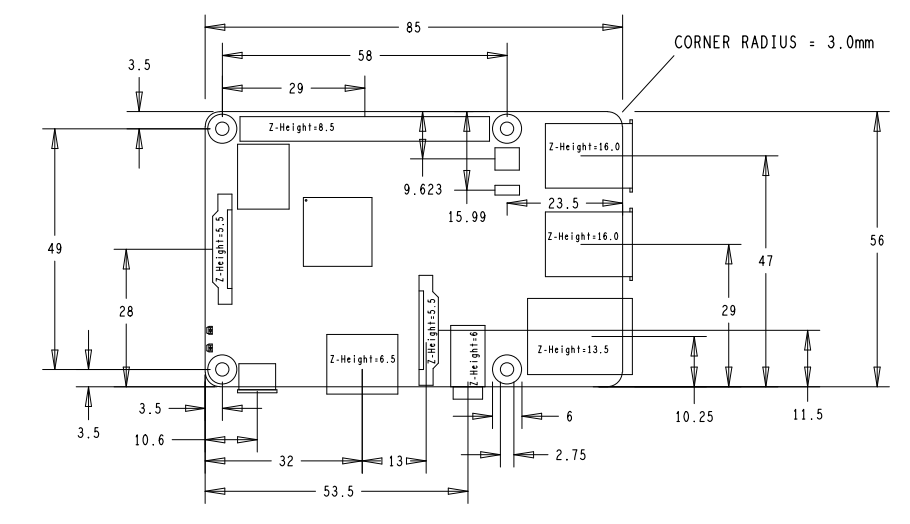 85
CORNER RADIUS = 3.0mm
58
3.5
29
Z-Height=8.5
Z-Height=16.0
9.623
15.99
23.5
Z-Height=5.5
Z-Height=16.0
49
56
47
28
29
Z-Height=5.5
Z-Height=6.5
Z-Height=6
Z-Height=13.5
3.5
3.5
6
10.25
11.5
10.6
2.75
32
13
53.5